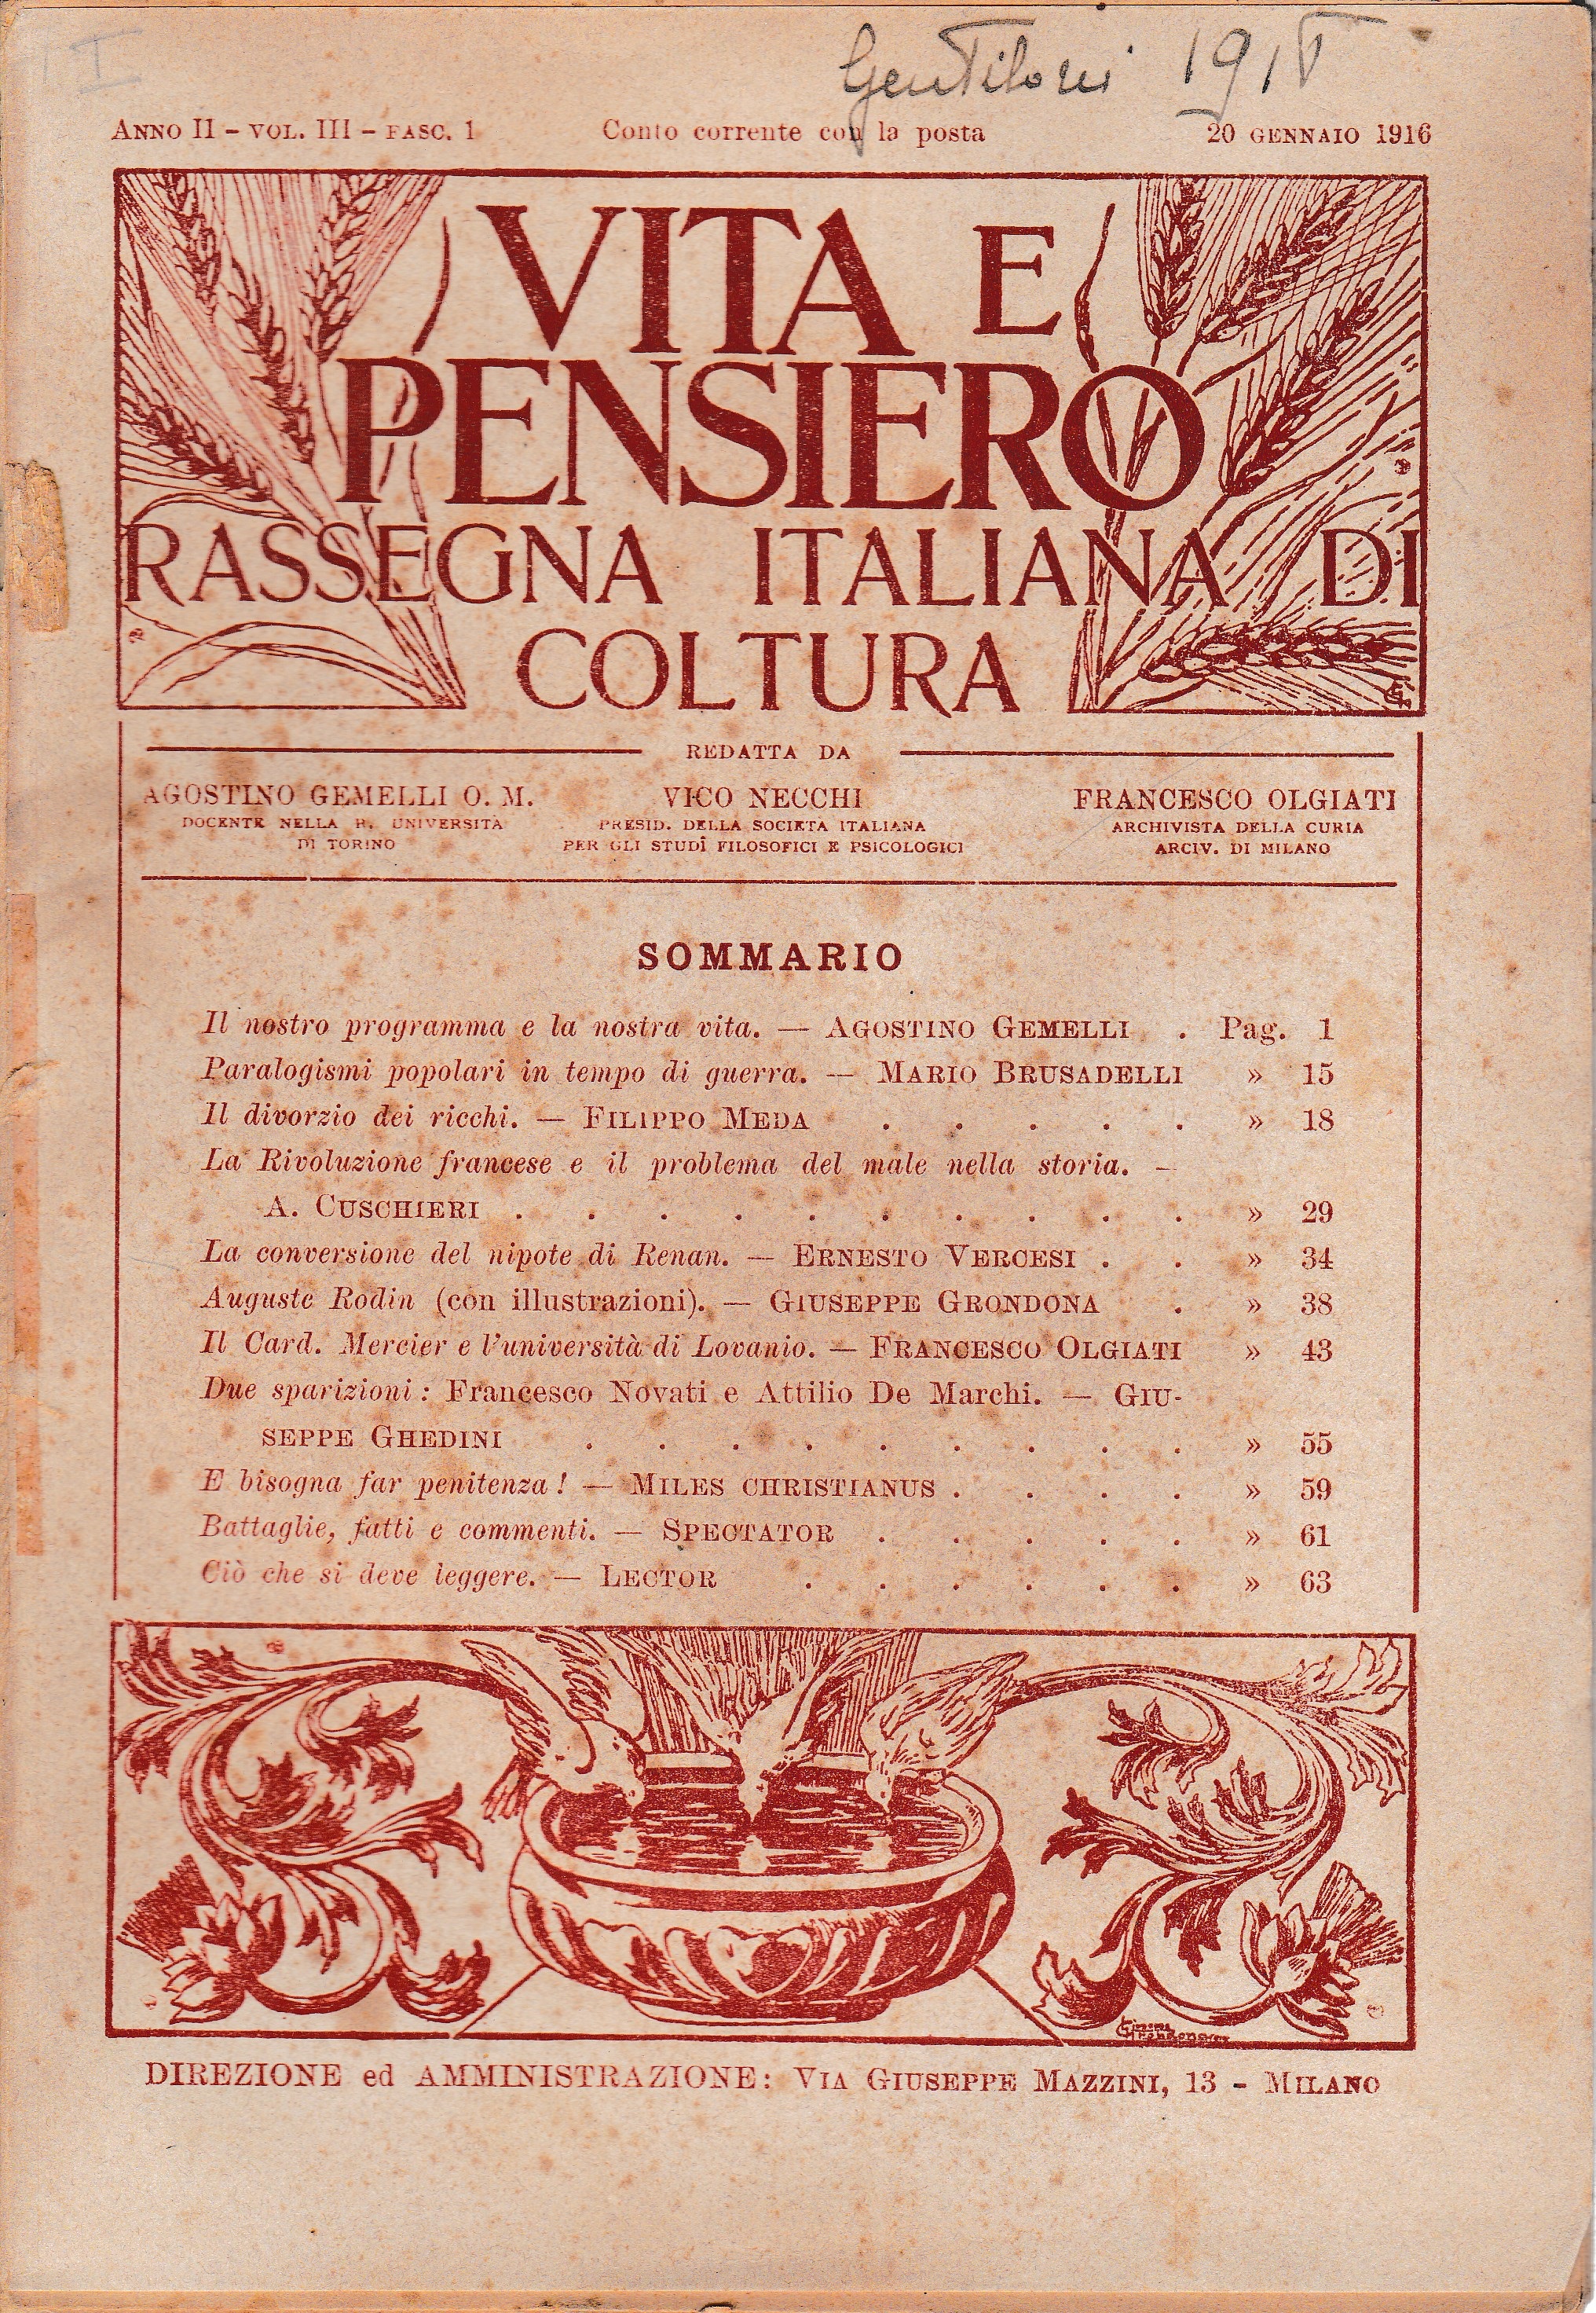 I
Gentiloni 191
ANNO II - VOL. III - FASC. 1 Conto corrente con la posta 20 GENNAIO 1916
VITA E
PENSIERO
RASSEGNA ITALIANA DI
COLTURA
REDATTA DA
AGOSTINO GEMELLI O. M. VICO NECCHI FRANCESCO OLGIATI
DOCENTE NELLA R. UNIVERSITÀ PRESID. DELLA SOCIETÀ ITALIANA ARCHIVISTA DELLA CURIA
DI TORINO PER GLI STUDÎ FILOSOFICI E PSICOLOGICI ARCIV. DI MILANO
SOMMARIO
Il nostro programma e la nostra vita. — AGOSTINO GEMELLI . Pag. 1
Paralogismi popolari in tempo di guerra. — MARIO BRUSADELLI » 15
Il divorzio dei ricchi. — FILIPPO MEDA . . . . . » 18
La Rivoluzione francese e il problema del male nella storia. —
A. CUSCHIERI . . . . . . . . . . » 29
La conversione del nipote di Renan. — ERNESTO VERCESI . . » 34
Auguste Rodin (con illustrazioni). — GIUSEPPE GRONDONA . » 38
Il Card. Mercier e l'università di Lovanio. — FRANCESCO OLGIATI » 43
Due sparizioni: Francesco Novati e Attilio De Marchi. — GIU-
SEPPE GHEDINI . . . . . . . . . » 55
E bisogna far penitenza! — MILES CHRISTIANUS . . . . » 59
Battaglie, fatti e commenti. — SPECTATOR . . . . . » 61
Ciò che si deve leggere. — LECTOR . . . . . . » 63
DIREZIONE ed AMMINISTRAZIONE: VIA GIUSEPPE MAZZINI, 13 - MILANO